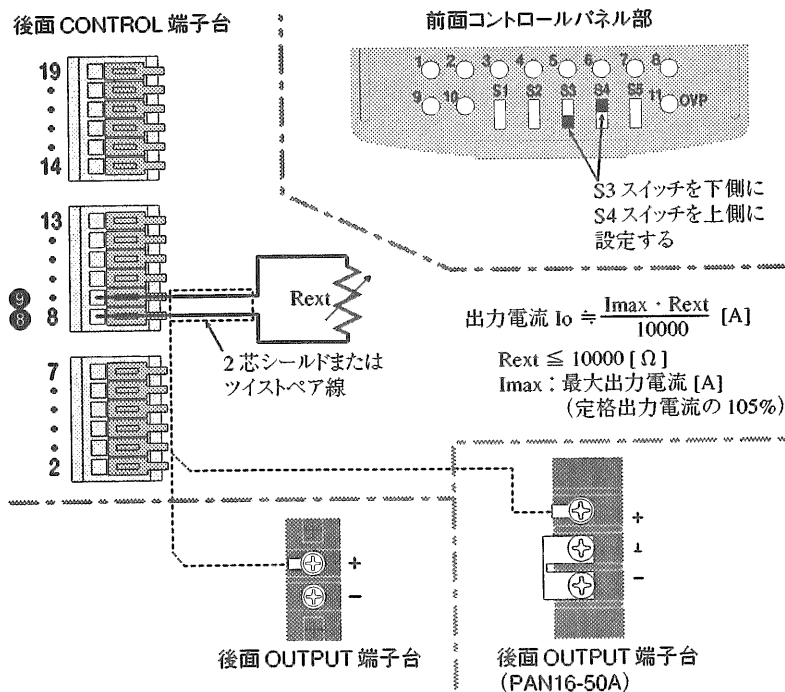 後面 CONTROL 端子台
19
14
13
9
8 8
7
2
Rext
2芯シールドまたは
ツイストペア線
前面コントロールパネル部
1 2 3 4 5 6 7 8
9 10 S1 S2 S3 S4 S5 11 OVP
S3 スイッチを下側に
S4 スイッチを上側に
設定する
出力電流 Io ≒ Imax・Rext / 10000 [A]
Rext ≦ 10000 [Ω]
Imax：最大出力電流 [A]
（定格出力電流の 105%）
+
−
後面 OUTPUT 端子台
+
⊥
−
後面 OUTPUT 端子台
(PAN16-50A)